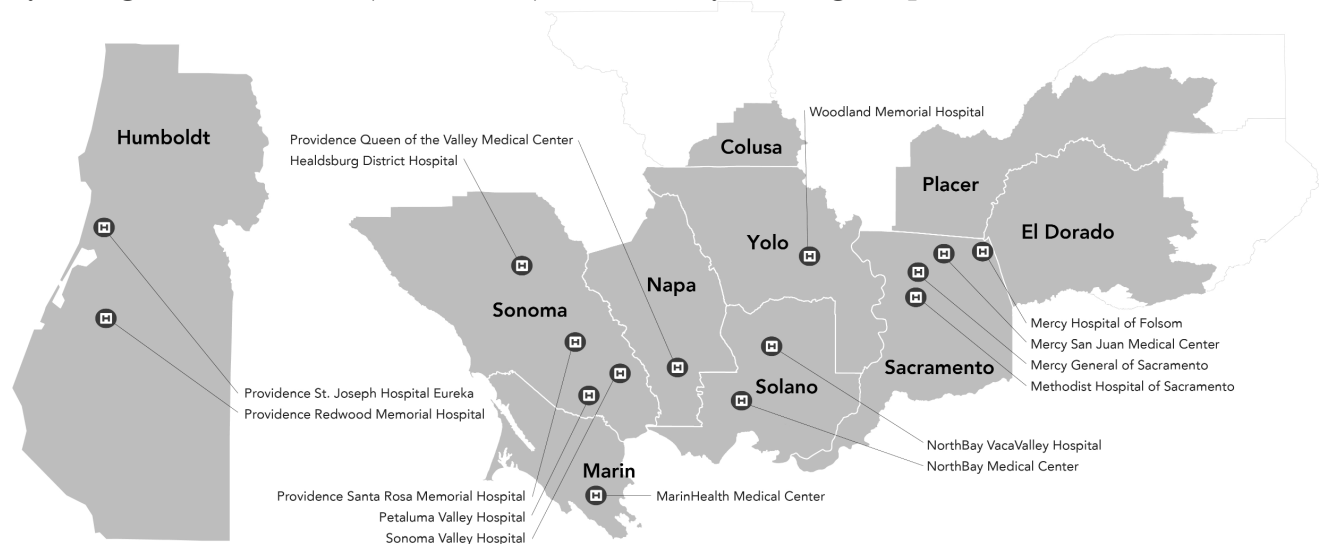 Humboldt
Woodland Memorial Hospital
Providence Queen of the Valley Medical Center
Healdsburg District Hospital
Colusa
Placer
Yolo
El Dorado
Napa
Sonoma
Mercy Hospital of Folsom
Mercy San Juan Medical Center
Mercy General of Sacramento
Methodist Hospital of Sacramento
Sacramento
Solano
Providence St. Joseph Hospital Eureka
Providence Redwood Memorial Hospital
NorthBay VacaValley Hospital
NorthBay Medical Center
Marin
Providence Santa Rosa Memorial Hospital
MarinHealth Medical Center
Petaluma Valley Hospital
Sonoma Valley Hospital